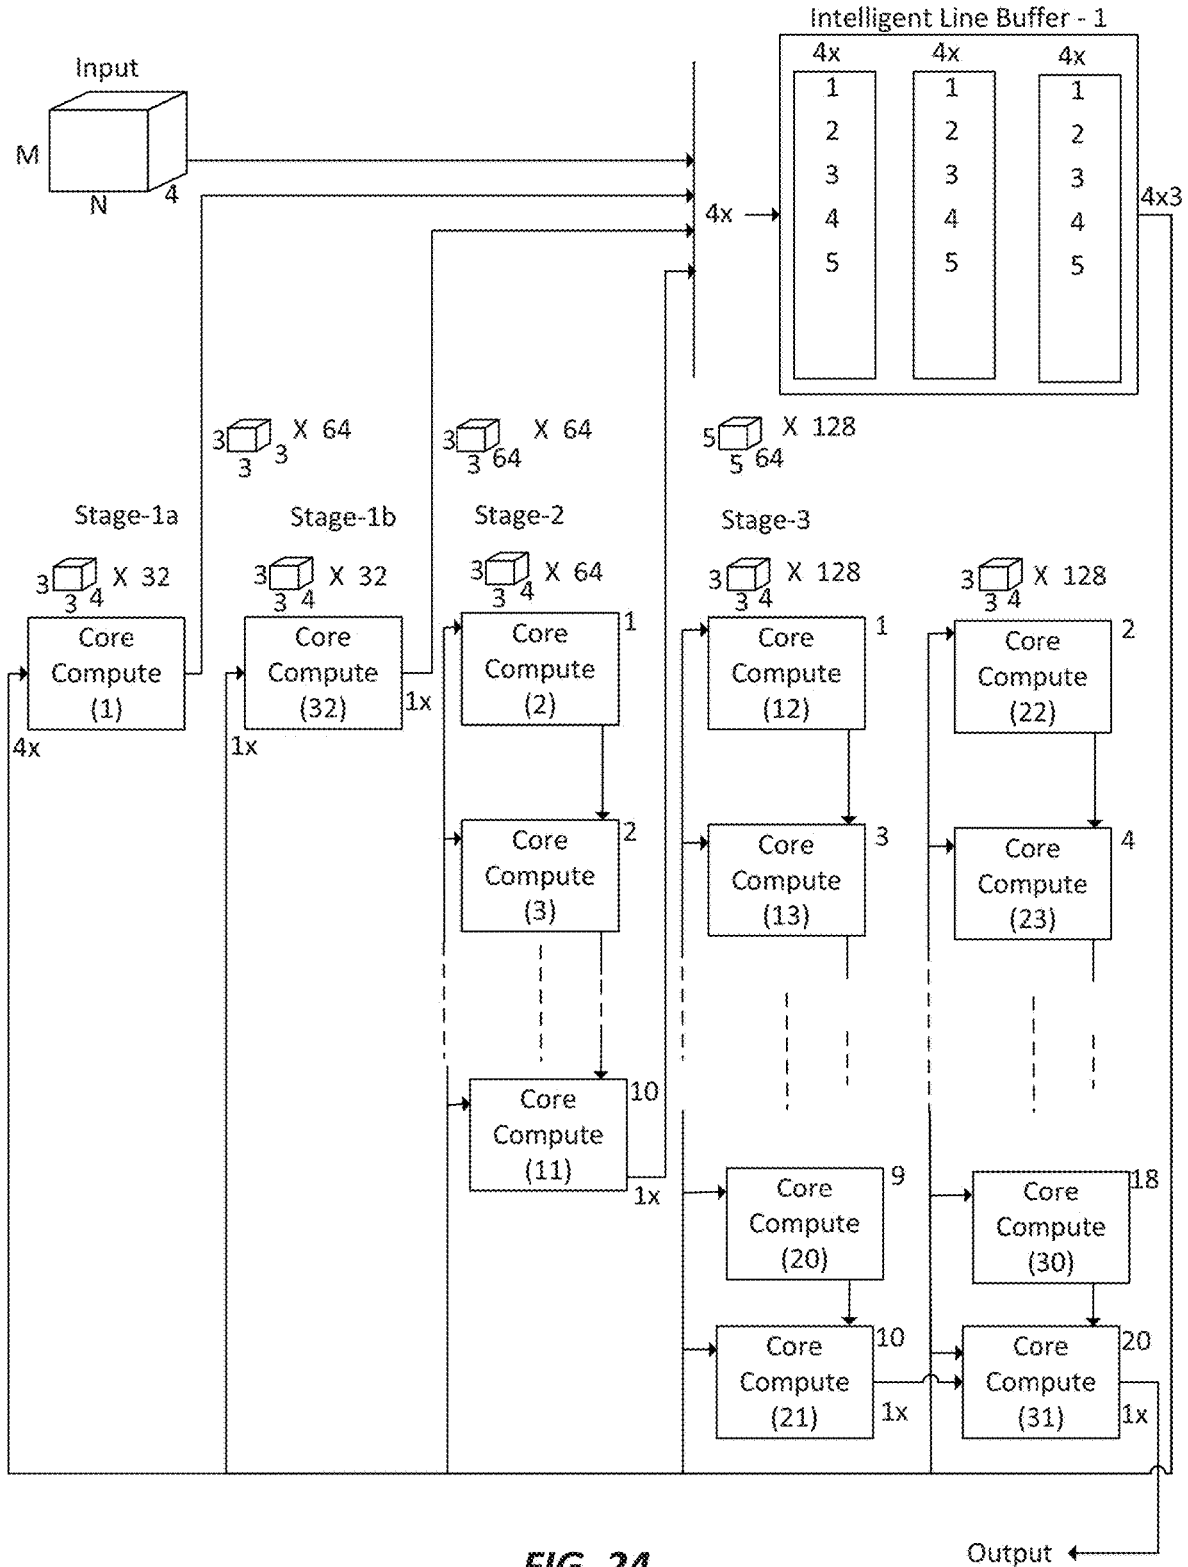 Intelligent Line Buffer - 1
Input
M
N
4
4x 4x 4x
1 1 1
2 2 2
3 3 3
4 4 4
5 5 5
4x
4x3
3 3 3 X 64
3 3 64 X 64
5 5 64 X 128
Stage-1a
Stage-1b
Stage-2
Stage-3
3 3 4 X 32
3 3 4 X 32
3 3 4 X 64
3 3 4 X 128
3 3 4 X 128
Core
Compute
(1)
4x
Core
Compute
(32)
1x
1x
Core
Compute
(2)
1
Core
Compute
(12)
1
Core
Compute
(22)
2
Core
Compute
(3)
2
Core
Compute
(13)
3
Core
Compute
(23)
4
Core
Compute
(11)
10
1x
Core
Compute
(20)
9
Core
Compute
(30)
18
Core
Compute
(21)
10
1x
Core
Compute
(31)
20
1x
Output
FIG. 24